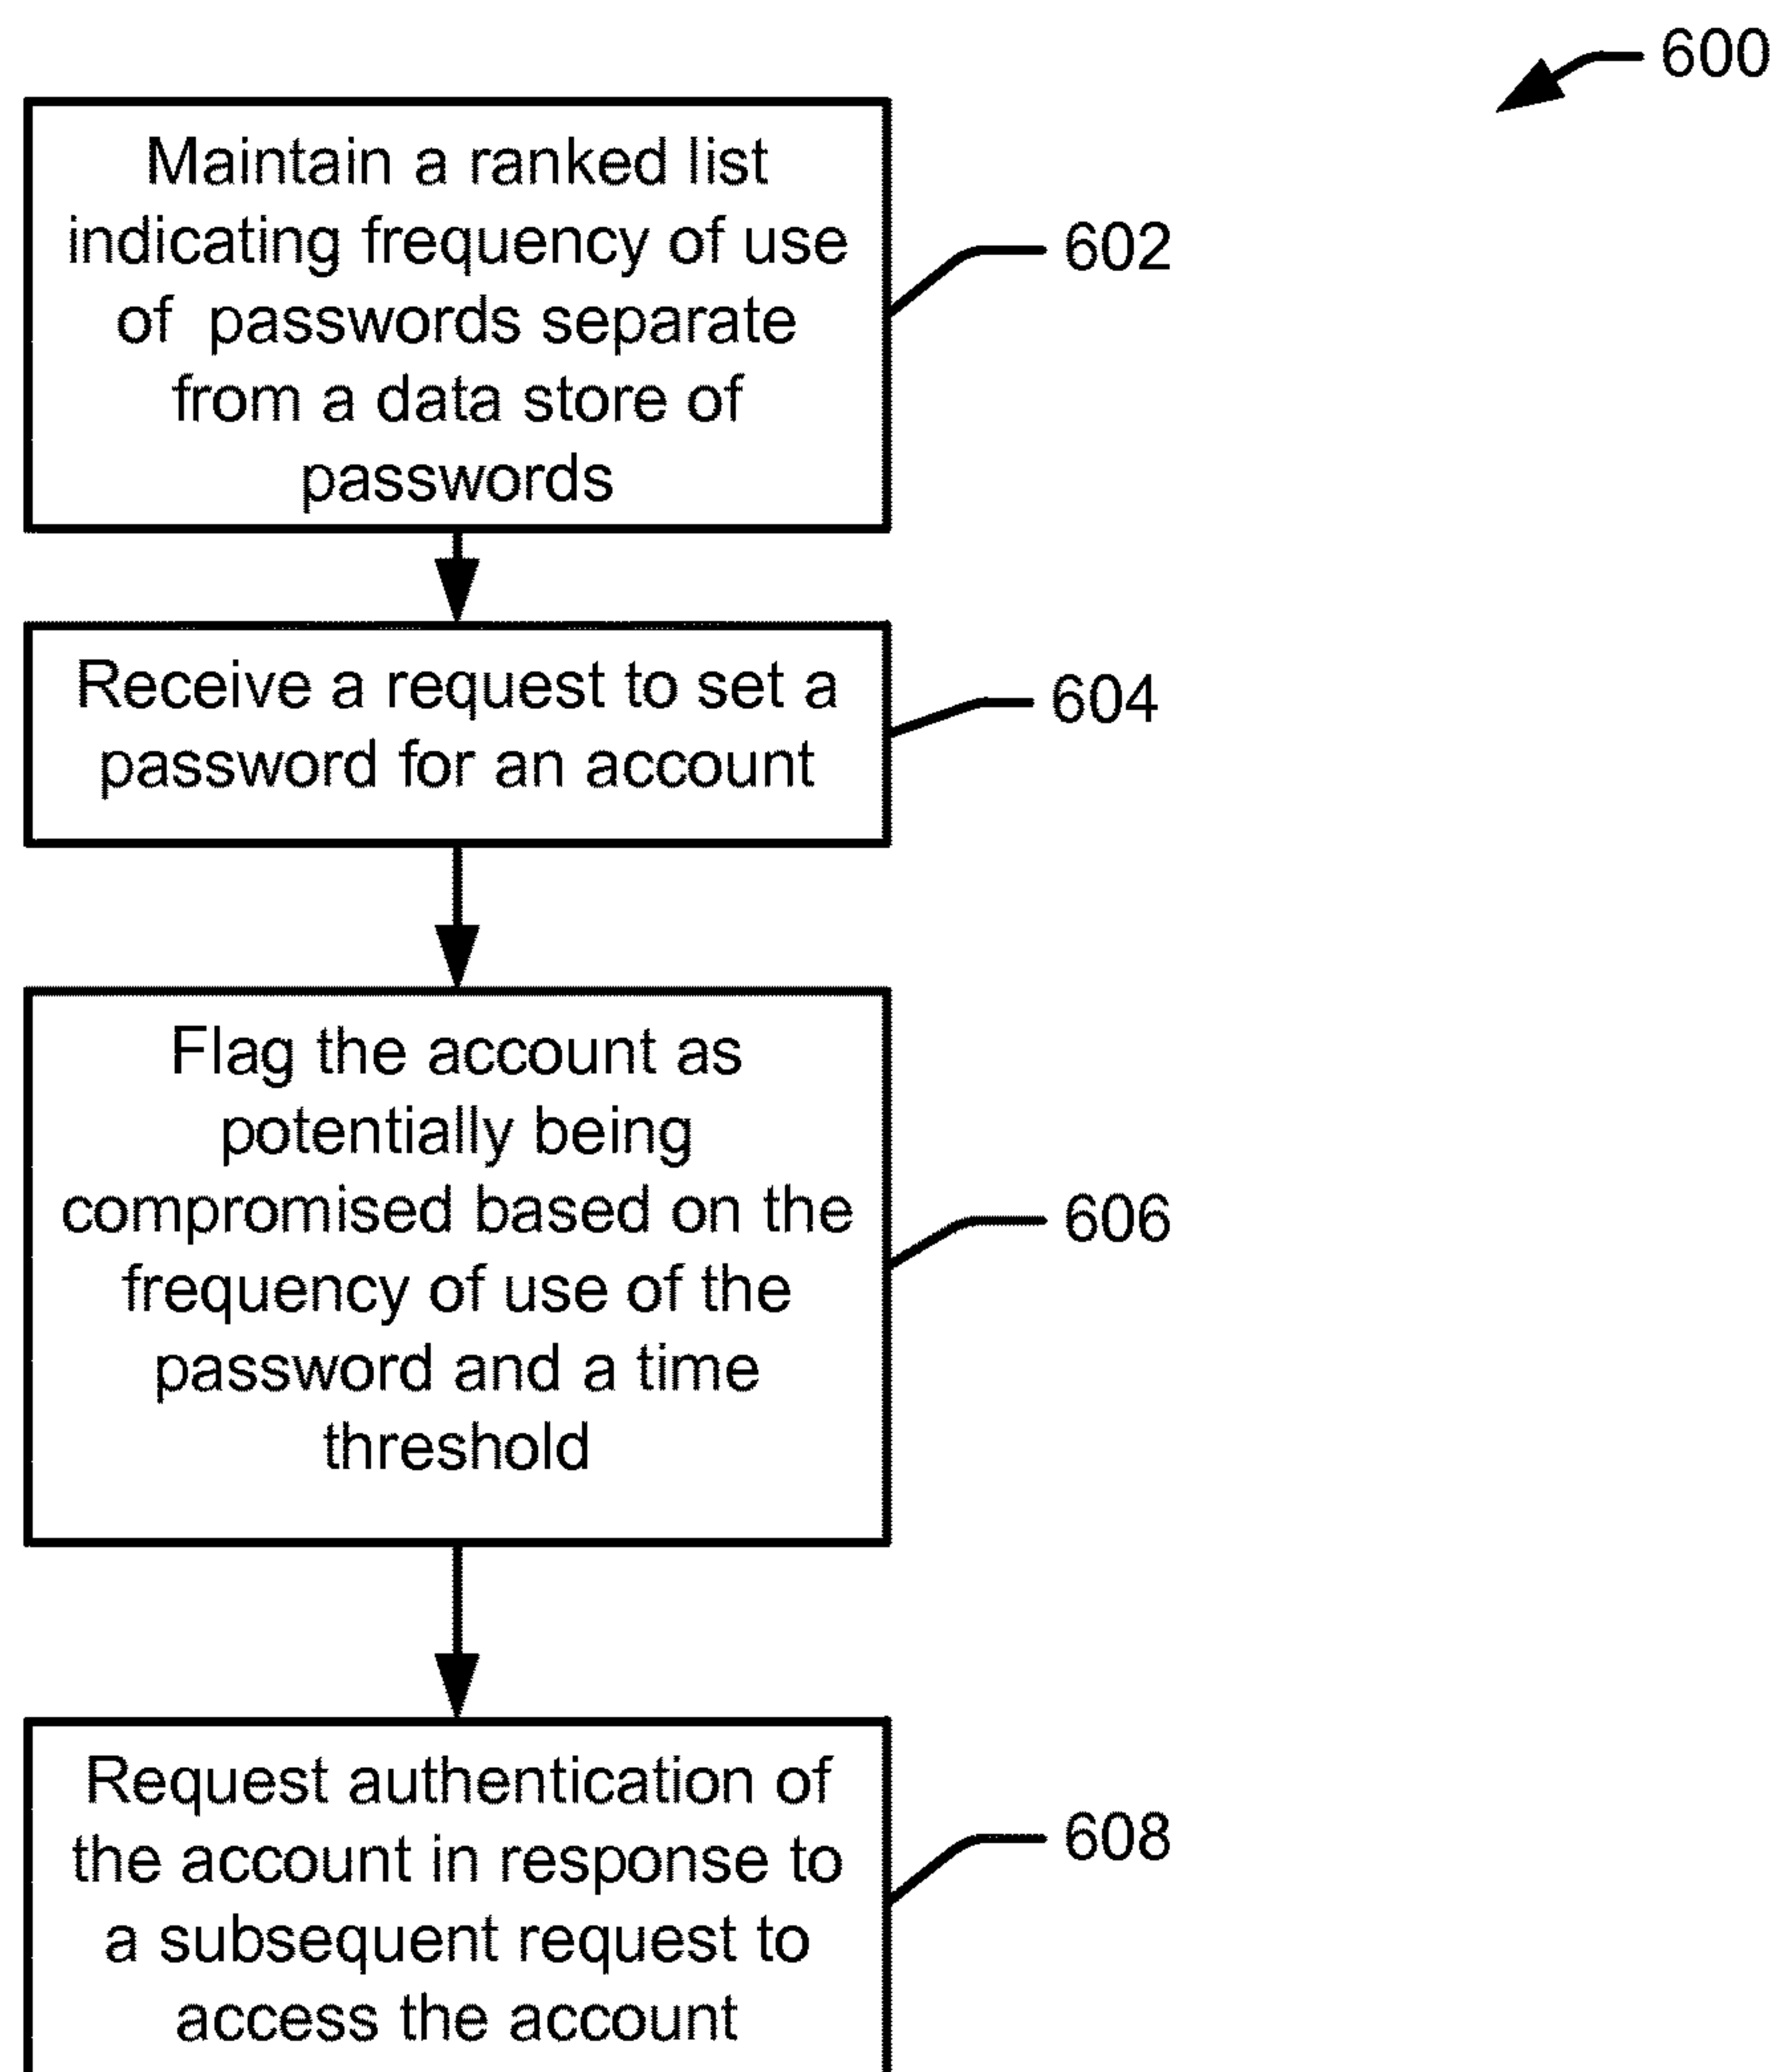 600
Maintain a ranked list
indicating frequency of use
of passwords separate
from a data store of
passwords
602
Receive a request to set a
password for an account
604
Flag the account as
potentially being
compromised based on the
frequency of use of the
password and a time
threshold
606
Request authentication of
the account in response to
a subsequent request to
access the account
608